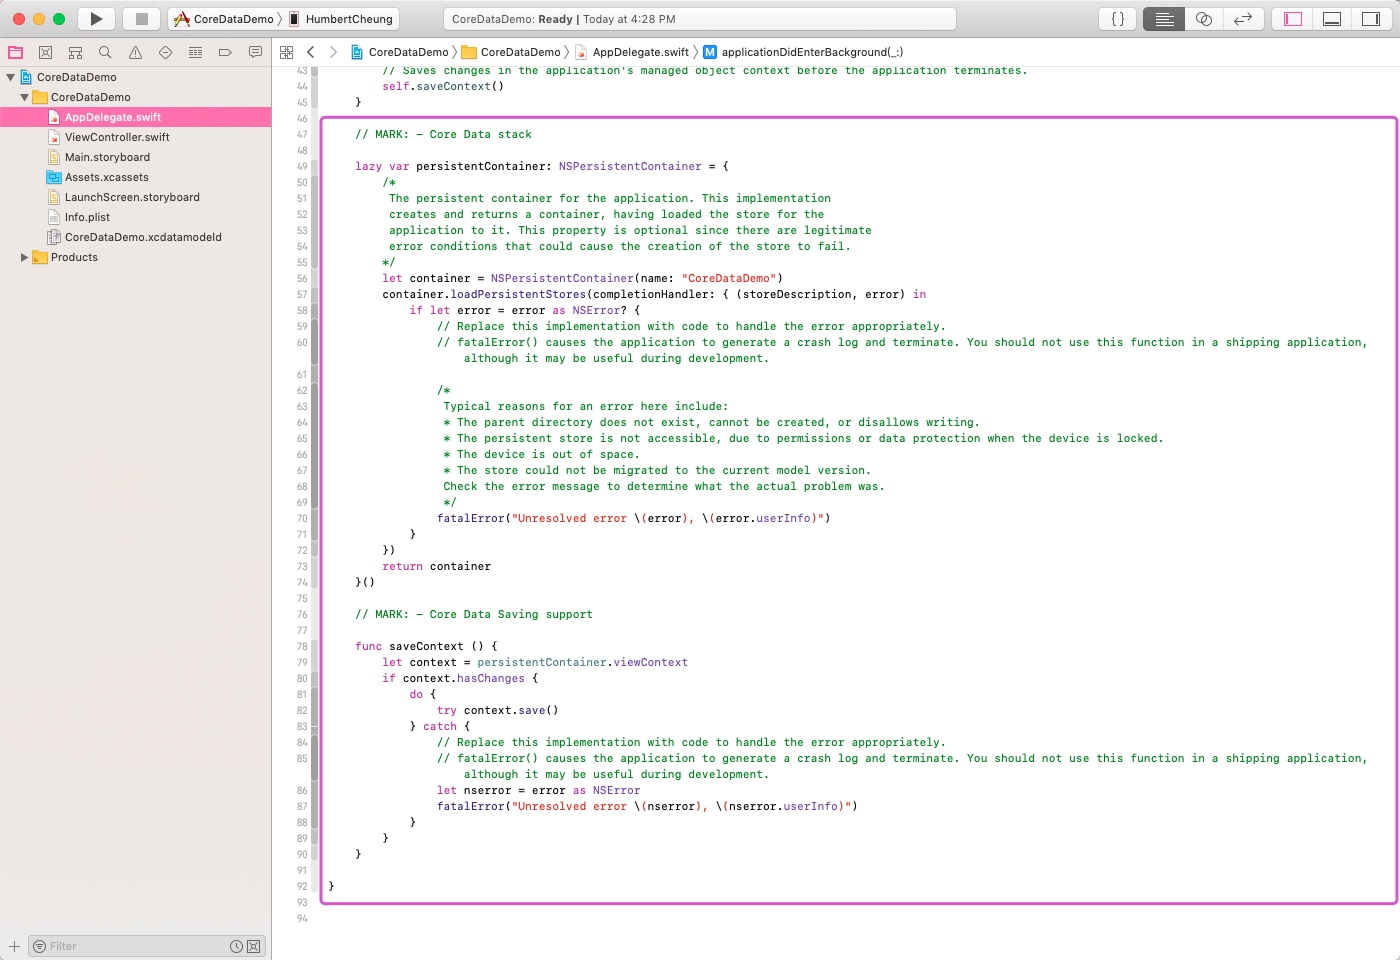 CoreDataDemo
HumbertCheung
CoreDataDemo: Ready | Today at 4:28 PM
{}
CoreDataDemo
CoreDataDemo
AppDelegate.swift
M
applicationDidEnterBackground(_:)
CoreDataDemo
CoreDataDemo
AppDelegate.swift
ViewController.swift
Main.storyboard
Assets.xcassets
LaunchScreen.storyboard
Info.plist
CoreDataDemo.xcdatamodeld
Products
Filter
43 // Saves changes in the application's managed object context before the application terminates.
44 self.saveContext()
45 }
46
47 // MARK: - Core Data stack
48
49 lazy var persistentContainer: NSPersistentContainer = {
50 /*
51 The persistent container for the application. This implementation
52 creates and returns a container, having loaded the store for the
53 application to it. This property is optional since there are legitimate
54 error conditions that could cause the creation of the store to fail.
55 */
56 let container = NSPersistentContainer(name: "CoreDataDemo")
57 container.loadPersistentStores(completionHandler: { (storeDescription, error) in
58 if let error = error as NSError? {
59 // Replace this implementation with code to handle the error appropriately.
60 // fatalError() causes the application to generate a crash log and terminate. You should not use this function in a shipping application,
although it may be useful during development.
61
62 /*
63 Typical reasons for an error here include:
64 * The parent directory does not exist, cannot be created, or disallows writing.
65 * The persistent store is not accessible, due to permissions or data protection when the device is locked.
66 * The device is out of space.
67 * The store could not be migrated to the current model version.
68 Check the error message to determine what the actual problem was.
69 */
70 fatalError("Unresolved error \(error), \(error.userInfo)")
71 }
72 })
73 return container
74 }()
75
76 // MARK: - Core Data Saving support
77
78 func saveContext () {
79 let context = persistentContainer.viewContext
80 if context.hasChanges {
81 do {
82 try context.save()
83 } catch {
84 // Replace this implementation with code to handle the error appropriately.
85 // fatalError() causes the application to generate a crash log and terminate. You should not use this function in a shipping application,
although it may be useful during development.
86 let nserror = error as NSError
87 fatalError("Unresolved error \(nserror), \(nserror.userInfo)")
88 }
89 }
90 }
91
92 }
93
94